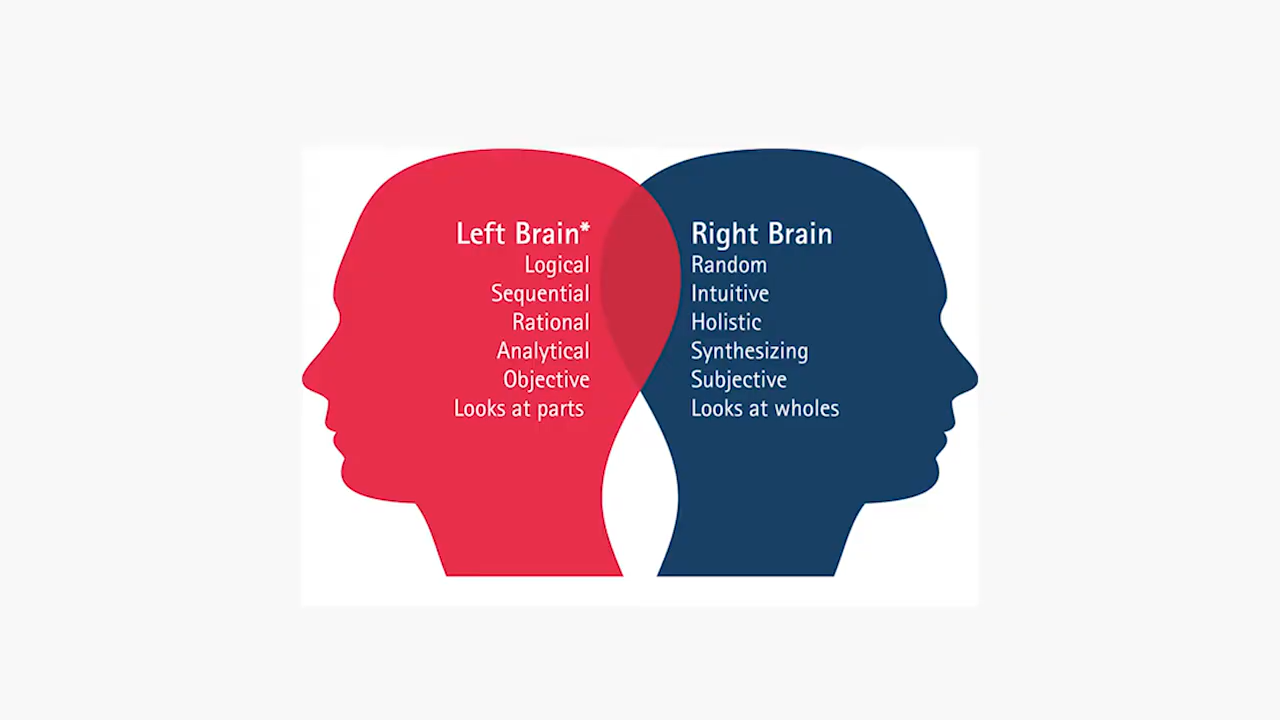 Left Brain*
Logical
Sequential
Rational
Analytical
Objective
Looks at parts
Right Brain
Random
Intuitive
Holistic
Synthesizing
Subjective
Looks at wholes